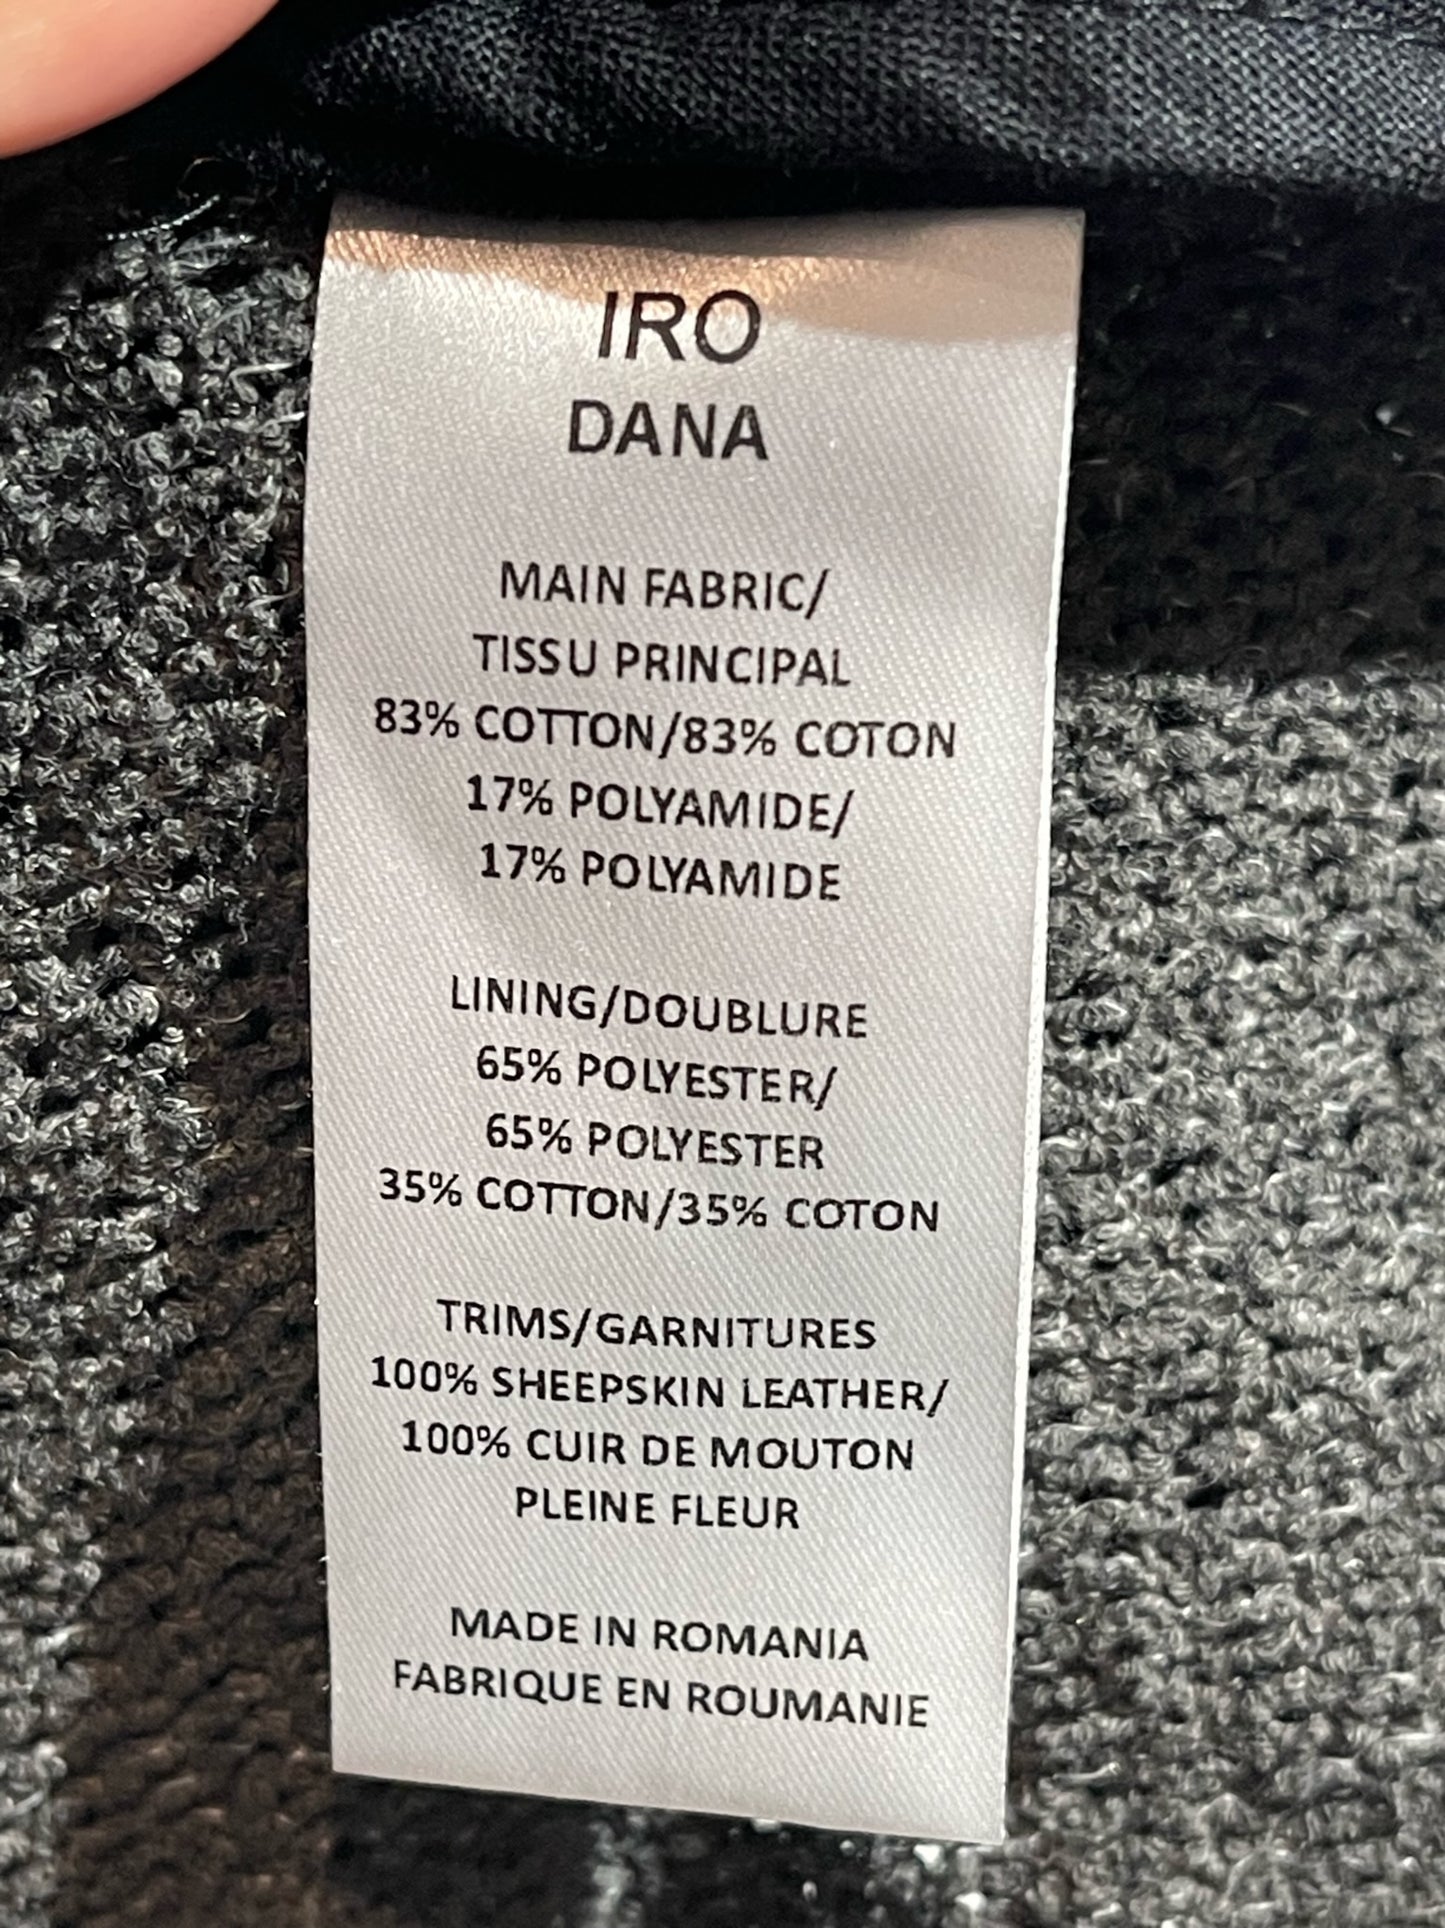 IRO
DANA
MAIN FABRIC/
TISSU PRINCIPAL
83% COTTON/83% COTON
17% POLYAMIDE/
17% POLYAMIDE
LINING/DOUBLURE
65% POLYESTER/
65% POLYESTER
35% COTTON/35% COTON
TRIMS/GARNITURES
100% SHEEPSKIN LEATHER/
100% CUIR DE MOUTON
PLEINE FLEUR
MADE IN ROMANIA
FABRIQUE EN ROUMANIE